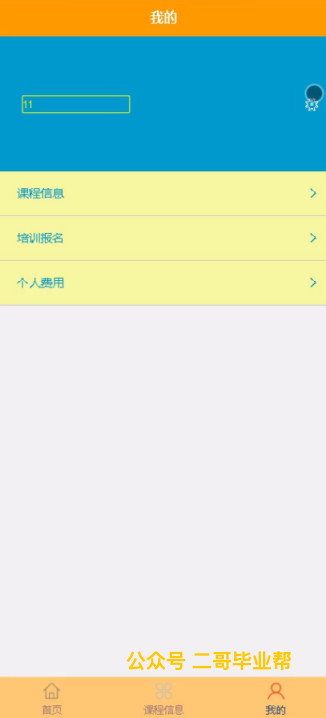 我的
11
课程信息
培训报名
个人费用
公众号 二哥毕业帮
首页
课程信息
我的